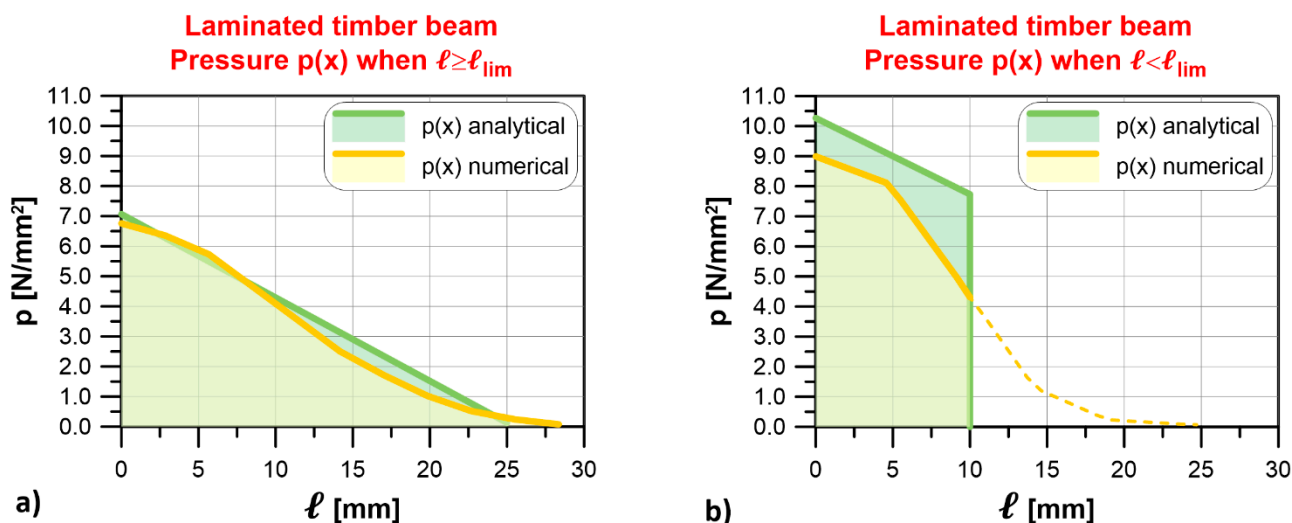 Laminated timber beam
Pressure p(x) when ℓ≥ℓlim
p [N/mm²]
11.0
10.0
9.0
8.0
7.0
6.0
5.0
4.0
3.0
2.0
1.0
0.0
p(x) analytical
p(x) numerical
0 5 10 15 20 25 30
a) ℓ [mm]
Laminated timber beam
Pressure p(x) when ℓ<ℓlim
p [N/mm²]
11.0
10.0
9.0
8.0
7.0
6.0
5.0
4.0
3.0
2.0
1.0
0.0
p(x) analytical
p(x) numerical
0 5 10 15 20 25 30
b) ℓ [mm]